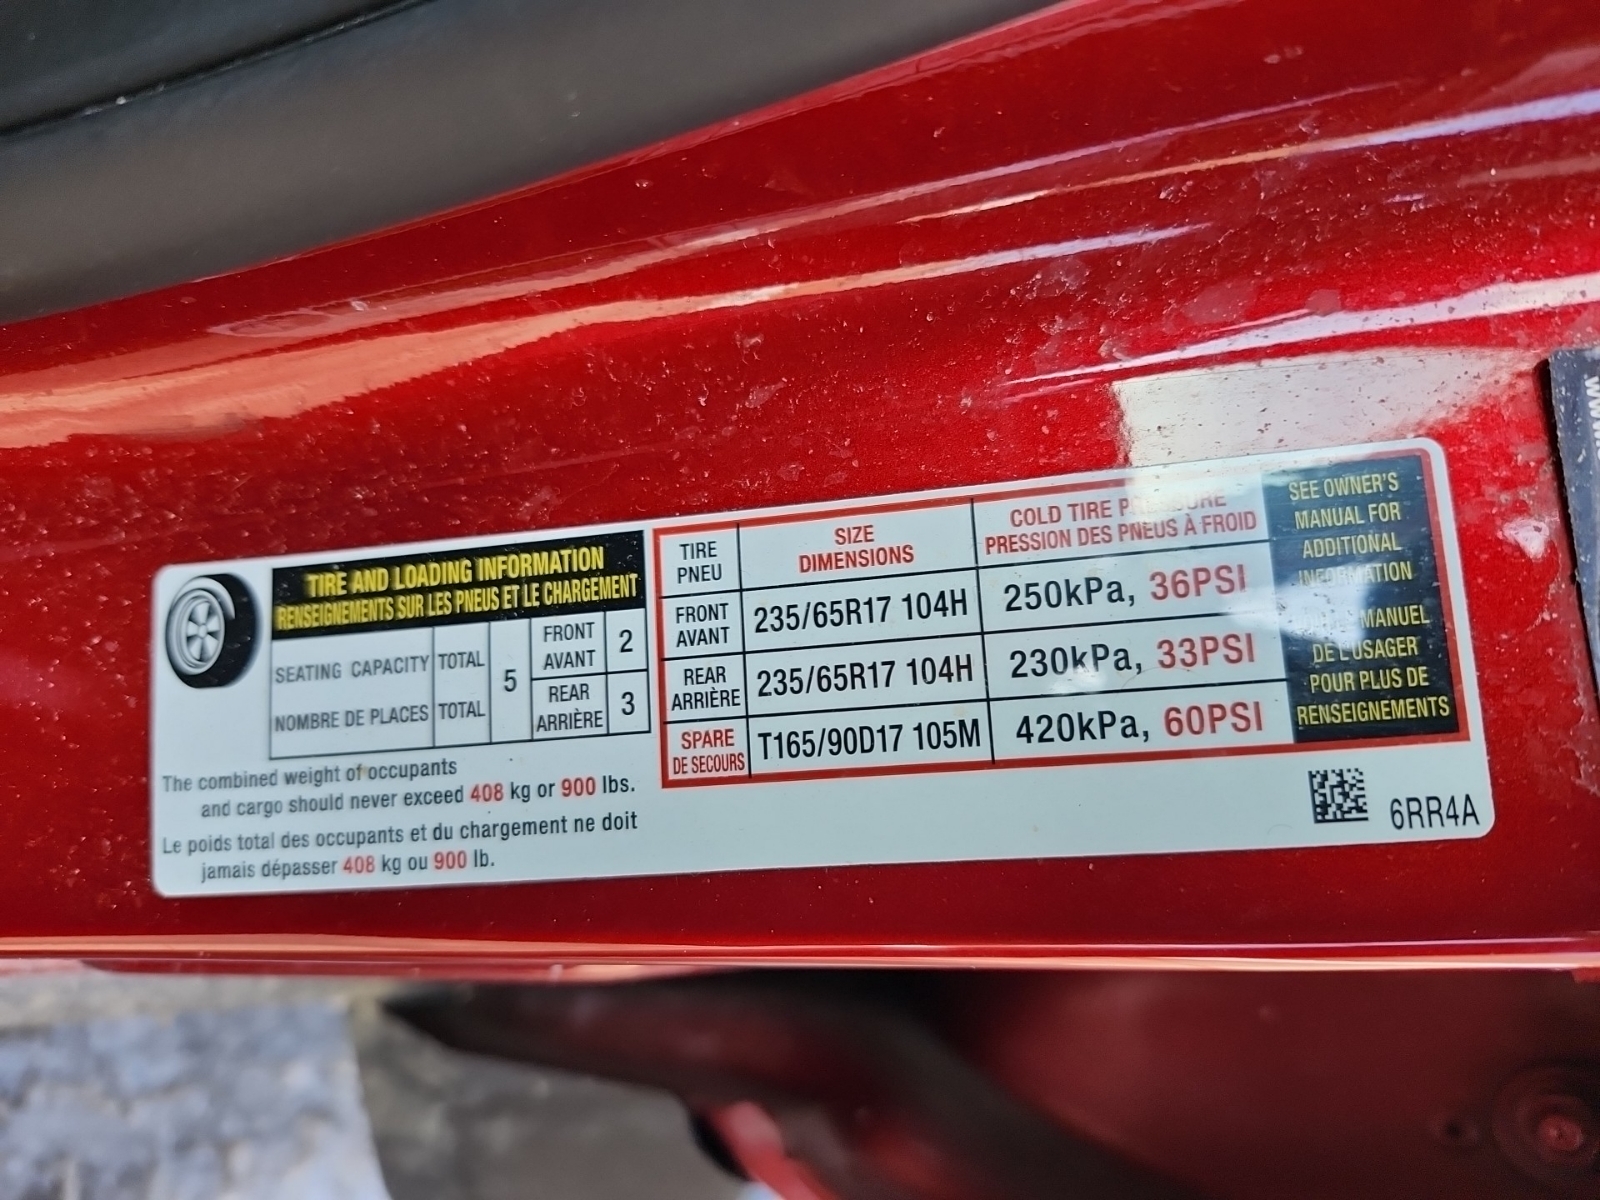 TIRE AND LOADING INFORMATION
RENSEIGNEMENTS SUR LES PNEUS ET LE CHARGEMENT
SEATING CAPACITY TOTAL
NOMBRE DE PLACES TOTAL
5
FRONT
AVANT
2
REAR
ARRIÈRE
3
The combined weight of occupants
and cargo should never exceed 408 kg or 900 lbs.
Le poids total des occupants et du chargement ne doit
jamais dépasser 408 kg ou 900 lb.
TIRE
PNEU
SIZE
DIMENSIONS
COLD TIRE PRESSURE
PRESSION DES PNEUS À FROID
FRONT
AVANT
235/65R17 104H
250kPa, 36PSI
REAR
ARRIÈRE
235/65R17 104H
230kPa, 33PSI
SPARE
DE SECOURS
T165/90D17 105M
420kPa, 60PSI
SEE OWNER'S
MANUAL FOR
ADDITIONAL
INFORMATION
MANUEL
DE L'USAGER
POUR PLUS DE
RENSEIGNEMENTS
6RR4A